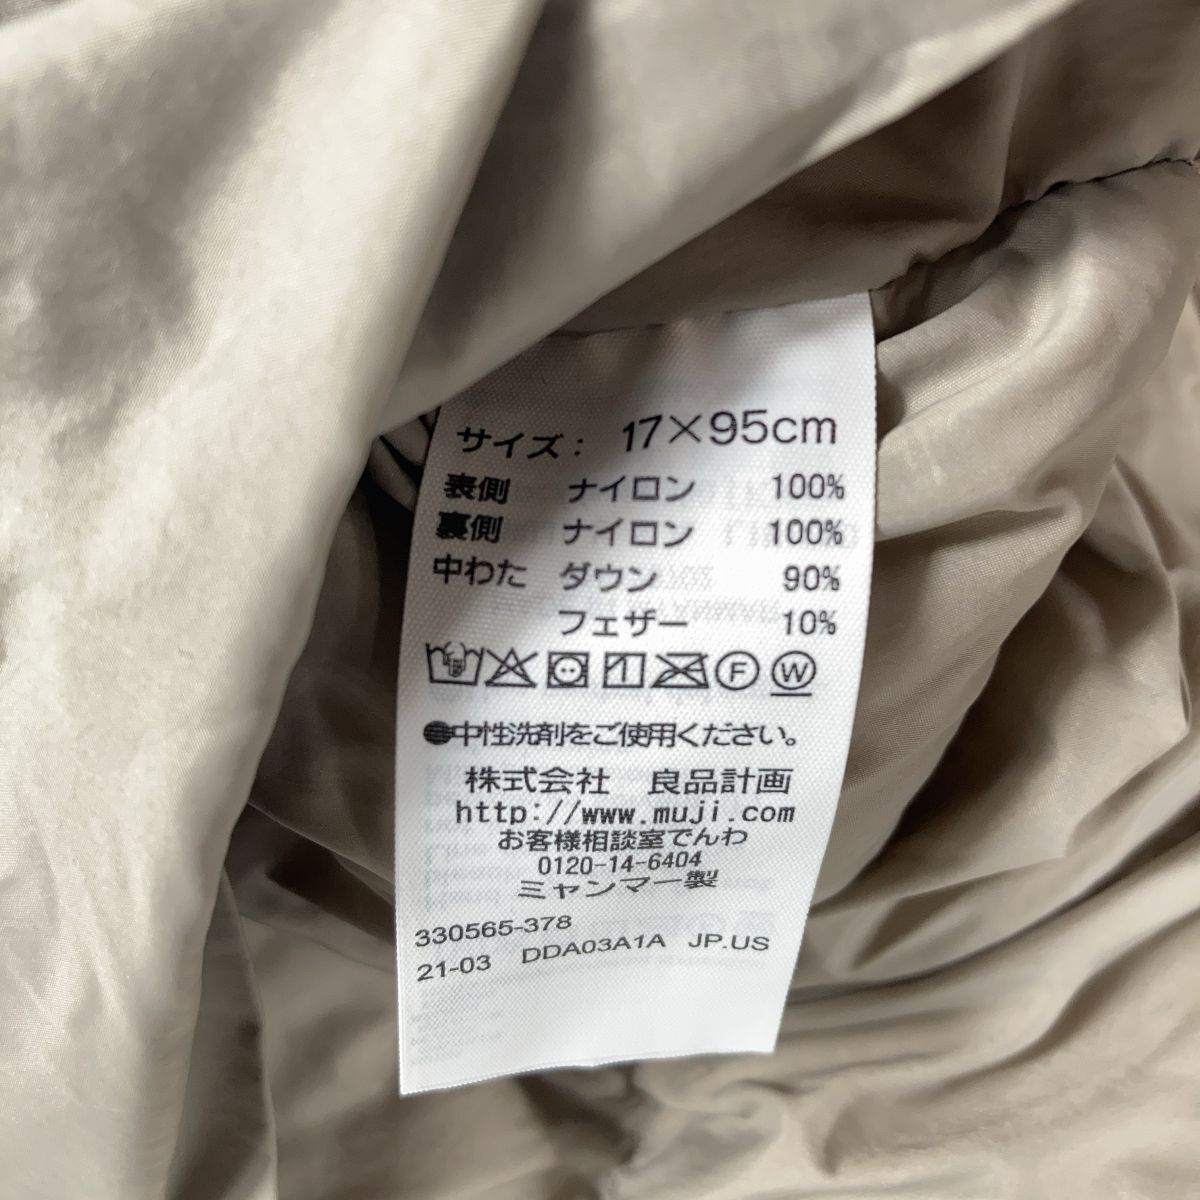 サイズ: 17×95cm
表側 ナイロン 100%
裏側 ナイロン 100%
中わた ダウン 90%
フェザー 10%
F W
●中性洗剤をご使用ください。
株式会社 良品計画
http://www.muji.com
お客様相談室でんわ
0120-14-6404
ミャンマー製
330565-378
21-03 DDA03A1A JP.US